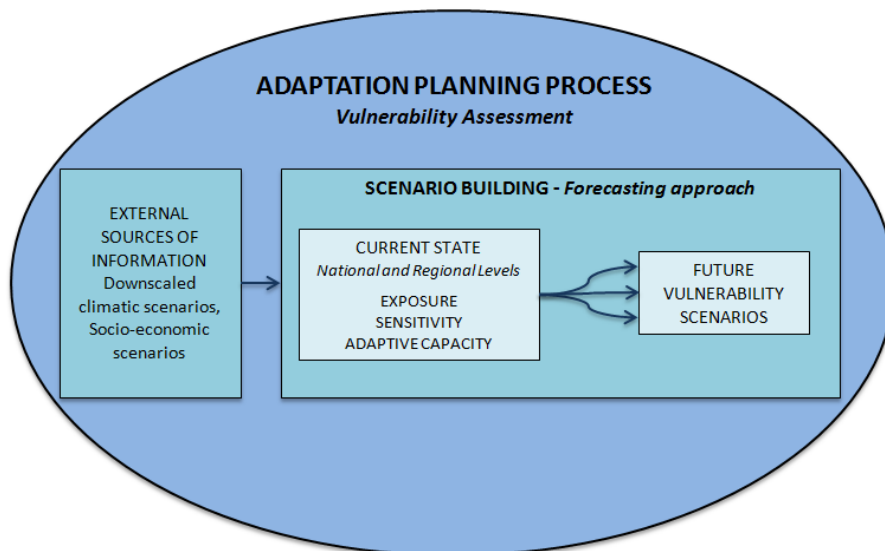 ADAPTATION PLANNING PROCESS
Vulnerability Assessment
EXTERNAL
SOURCES OF
INFORMATION
Downscaled
climatic scenarios,
Socio-economic
scenarios
SCENARIO BUILDING - Forecasting approach
CURRENT STATE
National and Regional Levels
EXPOSURE
SENSITIVITY
ADAPTIVE CAPACITY
FUTURE
VULNERABILITY
SCENARIOS